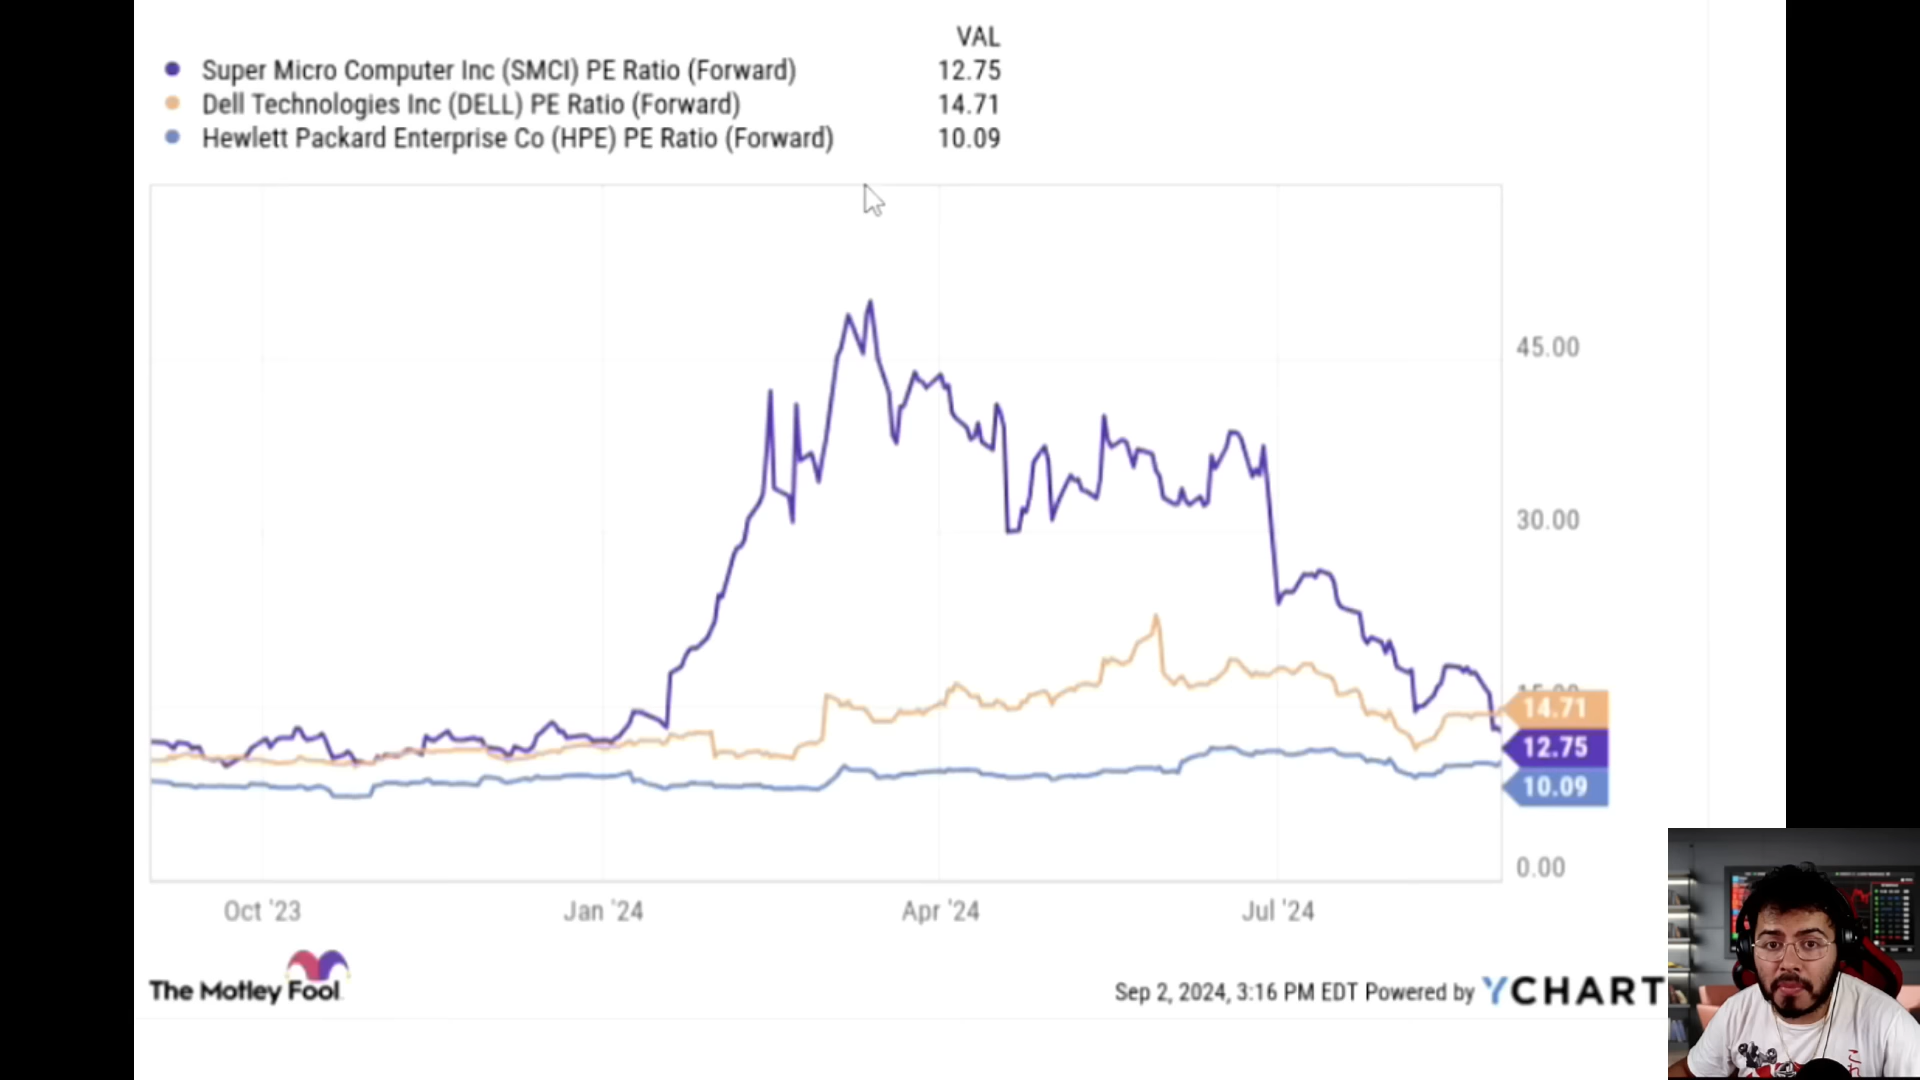 VAL
Super Micro Computer Inc (SMCI) PE Ratio (Forward) 12.75
Dell Technologies Inc (DELL) PE Ratio (Forward) 14.71
Hewlett Packard Enterprise Co (HPE) PE Ratio (Forward) 10.09
45.00
30.00
15.00
14.71
12.75
10.09
0.00
Oct '23 Jan '24 Apr '24 Jul '24
The Motley Fool
Sep 2, 2024, 3:16 PM EDT Powered by YCHART